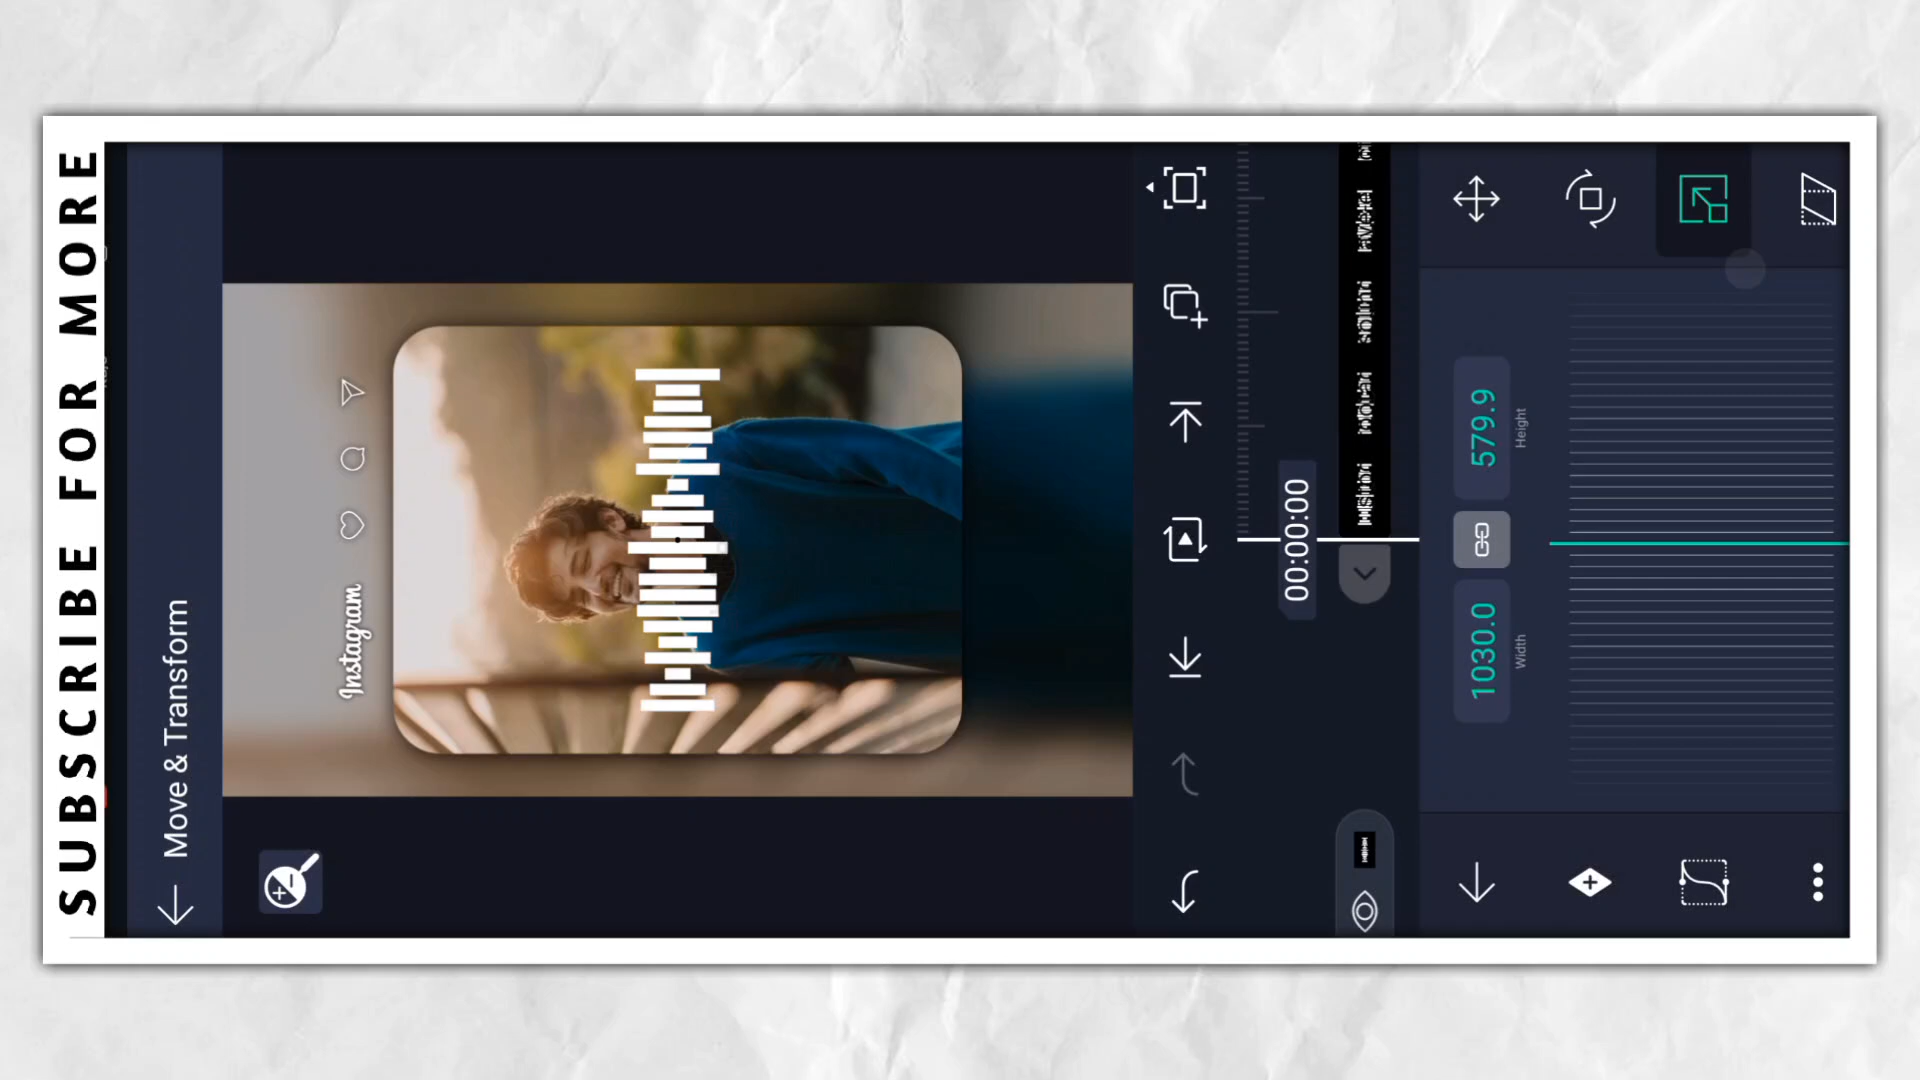 SUBSCRIBE FOR MORE
Move & Transform
Instagram
00:00:00
1030.0
Width
579.9
Height